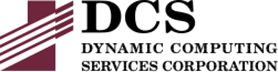 DCS
DYNAMIC COMPUTING
SERVICES CORPORATION